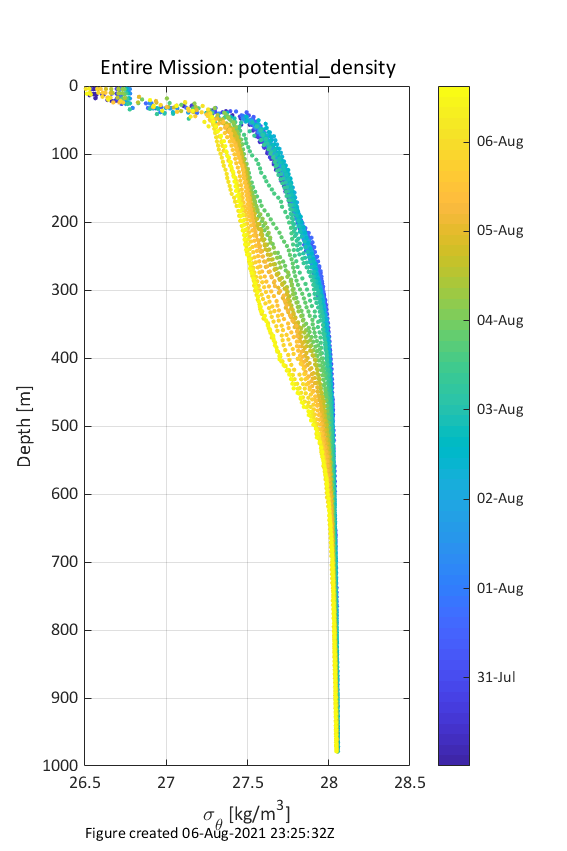 Entire Mission: potential_density
0
100
200
300
400
500
600
700
800
900
1000
Depth [m]
26.5 27 27.5 28 28.5
σθ [kg/m³]
06-Aug
05-Aug
04-Aug
03-Aug
02-Aug
01-Aug
31-Jul
Figure created 06-Aug-2021 23:25:32Z